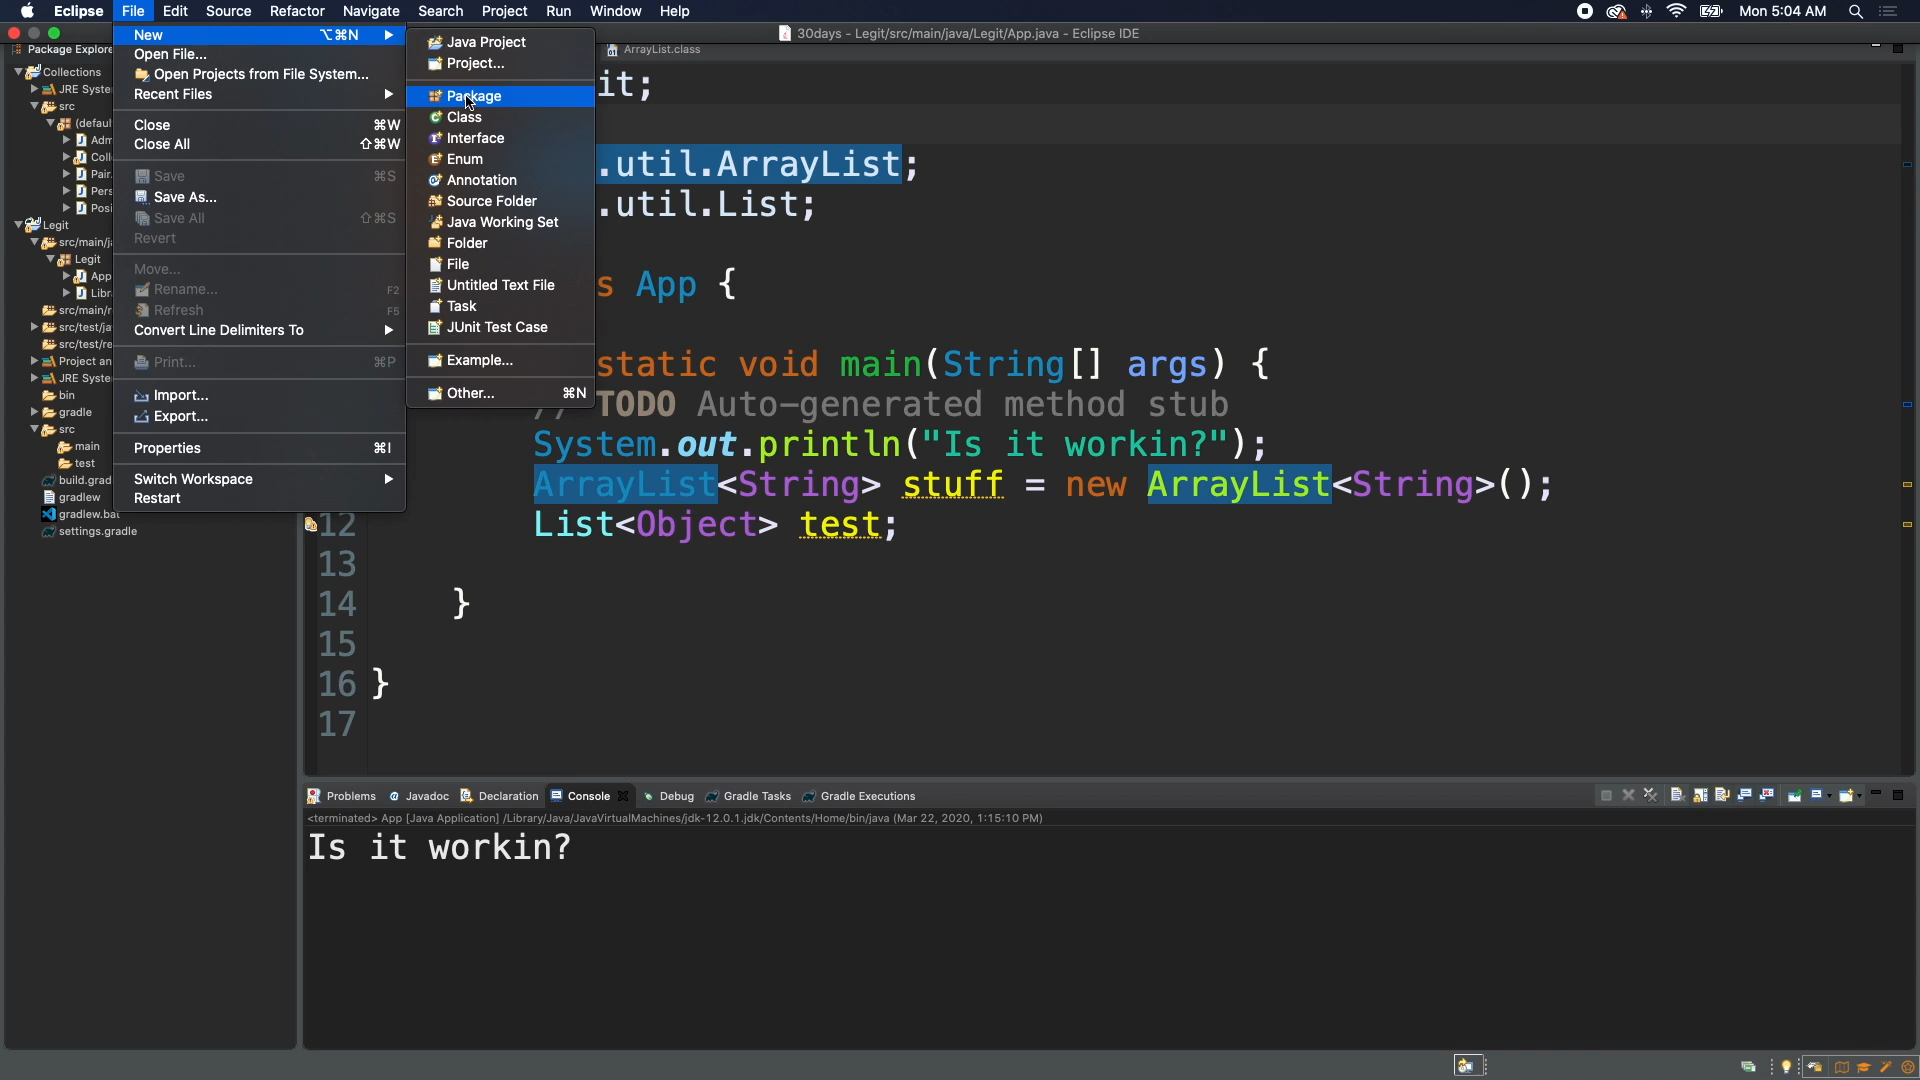 Eclipse File Edit Source Refactor Navigate Search Project Run Window Help Mon 5:04 AM
30days - Legit/src/main/java/Legit/App.java - Eclipse IDE
Package Explore
ArrayList.class
New ⌥⌘N
Open File...
Open Projects from File System...
Recent Files
Close ⌘W
Close All ⇧⌘W
Save ⌘S
Save As...
Save All ⇧⌘S
Revert
Move...
Rename... F2
Refresh F5
Convert Line Delimiters To
Print... ⌘P
Import...
Export...
Properties ⌘I
Switch Workspace
Restart
Java Project
Project...
Package
Class
Interface
Enum
Annotation
Source Folder
Java Working Set
Folder
File
Untitled Text File
Task
JUnit Test Case
Example...
Other... ⌘N
Collections
JRE Syste
src
(defaul
Adm
Coll
Pair.
Pers
Posi
Legit
src/main/ja
Legit
App
Libr
src/main/r
src/test/ja
src/test/re
Project an
JRE Syste
bin
gradle
src
main
test
build.grad
gradlew
gradlew.bat
settings.gradle
it;
.util.ArrayList;
.util.List;
s App {
static void main(String[] args) {
// TODO Auto-generated method stub
System.out.println("Is it workin?");
ArrayList<String> stuff = new ArrayList<String>();
12 List<Object> test;
13
14 }
15
16 }
17
Problems Javadoc Declaration Console Debug Gradle Tasks Gradle Executions
<terminated> App [Java Application] /Library/Java/JavaVirtualMachines/jdk-12.0.1.jdk/Contents/Home/bin/java (Mar 22, 2020, 1:15:10 PM)
Is it workin?